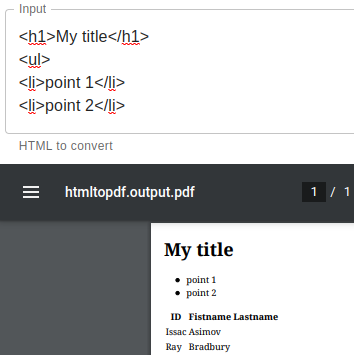 Input
<h1>My title</h1>
<ul>
<li>point 1</li>
<li>point 2</li>
HTML to convert
htmltopdf.output.pdf 1 / 1
My title
• point 1
• point 2
ID Fistname Lastname
Issac Asimov
Ray Bradbury